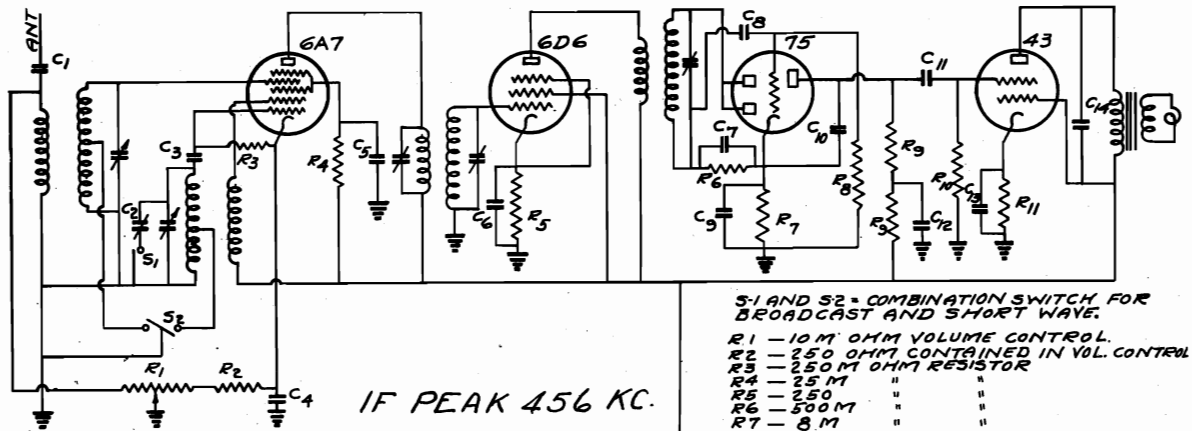 ANT
C1
6A7
6D6
75
43
C8
C11
C14
C3
R3
R4
C5
C7
C10
R6
R8
R9
R10
C13
R11
C2
S1
C6
R5
C9
R7
R9
C12
S2
R1
R2
C4
IF PEAK 456 KC.
S-1 AND S-2 = COMBINATION SWITCH FOR
BROADCAST AND SHORT WAVE.
R1 — 10 M OHM VOLUME CONTROL.
R2 — 250 OHM CONTAINED IN VOL. CONTROL
R3 — 250 M OHM RESISTOR
R4 — 25 M " "
R5 — 250 " "
R6 — 500 M " "
R7 — 8 M " "